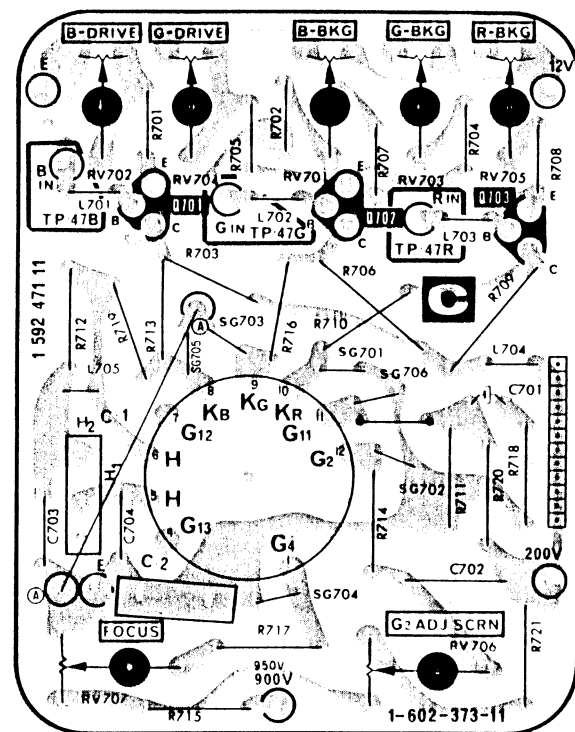 B-DRIVE G-DRIVE B-BKG G-BKG R-BKG
E 12V
R701 R702 R704
R705 R707 R708
B IN RV702 RV704 RV701 RV703 RV705
E E E
L701 Q701 L702 Q702 R IN Q703
TP-47B B G IN TP-47G B TP-47R L703 B
C C C
R703 R706 R709
1 592 471 11
C
R712 R719 R713 A SG703 R716 R710
SG705 SG701 L704
L705 SG706 C701
8 9 10
7 KB KG KR 11
C 1 G12 G11
H2 6 H G2 12
H1 5 H
4 G13 G4
SG702 R711 R720 R718
R714
C703 C704
C 2 200V
A E SG704 C702
FOCUS G2 ADJ SCRN
R717 R721
RV706
950V
900V
RV707 R715 1-602-373-11